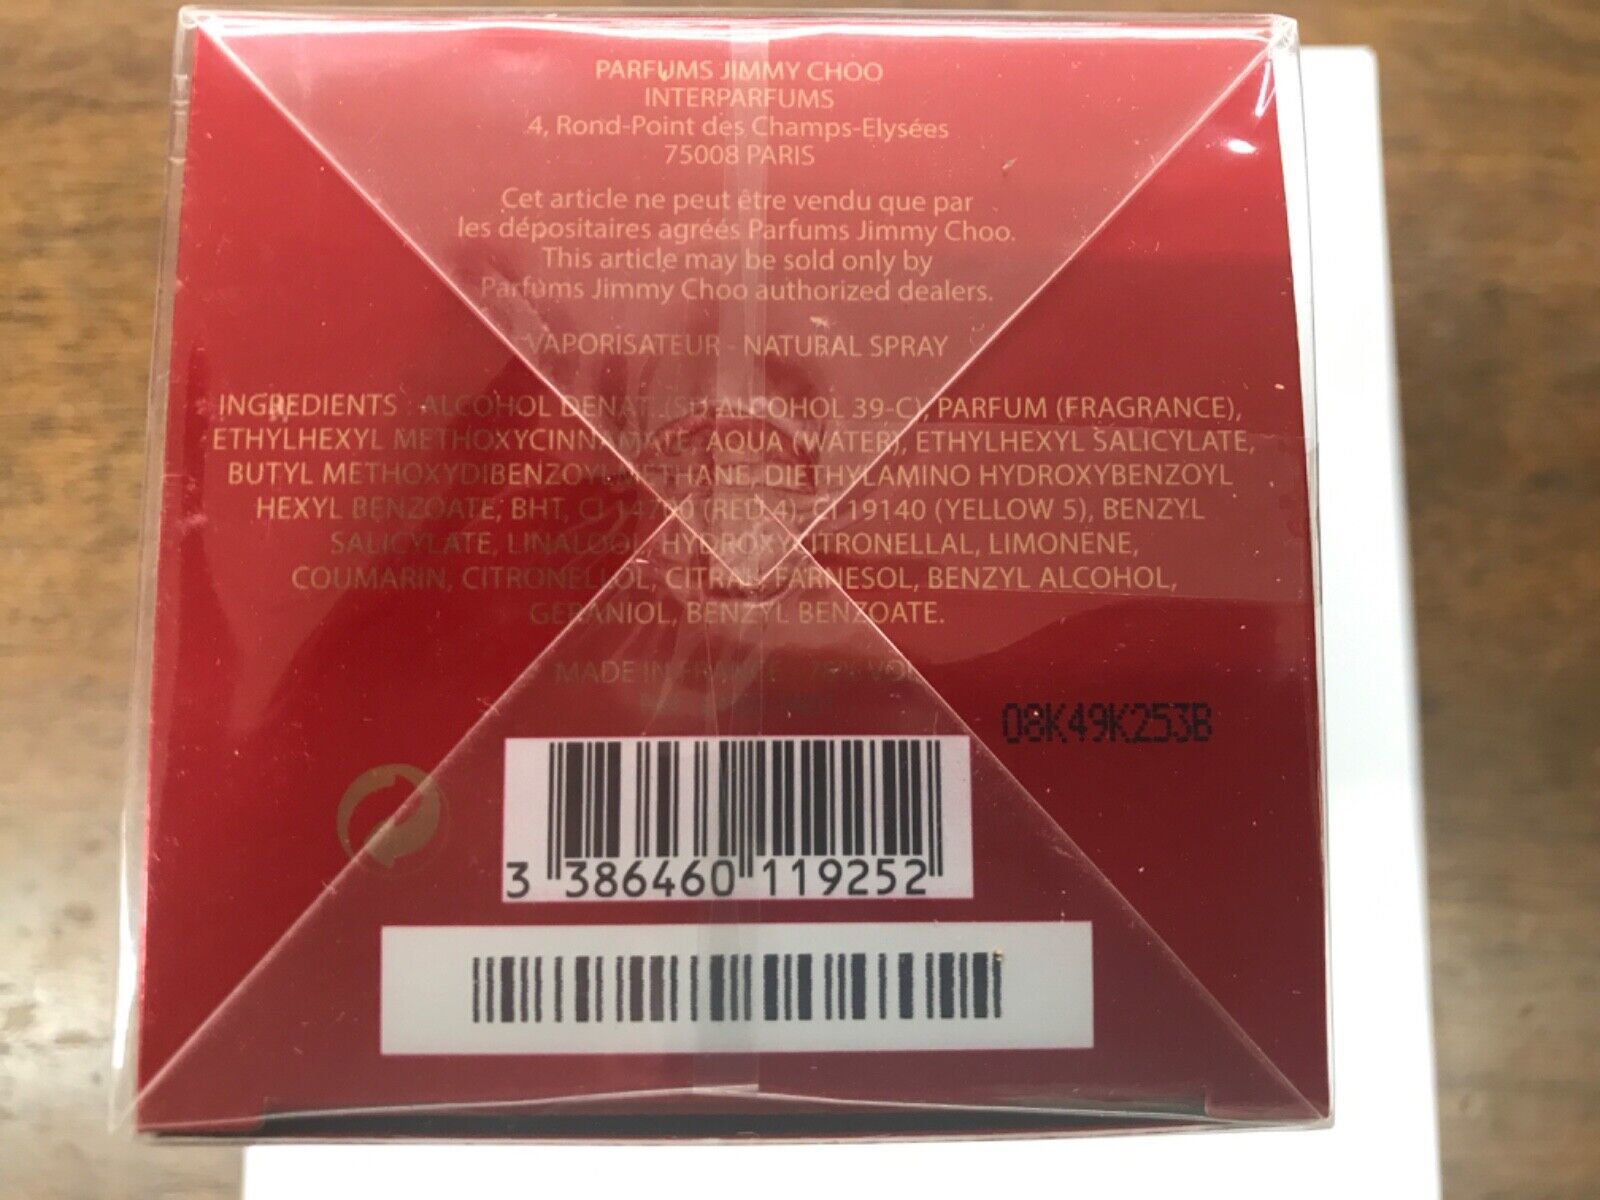 PARFUMS JIMMY CHOO
INTERPARFUMS
4, Rond-Point des Champs-Elysées
75008 PARIS
Cet article ne peut être vendu que par
les dépositaires agréés Parfums Jimmy Choo.
This article may be sold only by
Parfums Jimmy Choo authorized dealers.
VAPORISATEUR - NATURAL SPRAY
INGREDIENTS : ALCOHOL DENAT. (SD ALCOHOL 39-C), PARFUM (FRAGRANCE),
ETHYLHEXYL METHOXYCINNAMATE, AQUA (WATER), ETHYLHEXYL SALICYLATE,
BUTYL METHOXYDIBENZOYLMETHANE, DIETHYLAMINO HYDROXYBENZOYL
HEXYL BENZOATE, BHT, CI 14700 (RED 4), CI 19140 (YELLOW 5), BENZYL
SALICYLATE, LINALOOL, HYDROXYCITRONELLAL, LIMONENE,
COUMARIN, CITRONELLOL, CITRAL, FARNESOL, BENZYL ALCOHOL,
GERANIOL, BENZYL BENZOATE.
MADE IN FRANCE VOL
08K49K253B
3 386460 119252